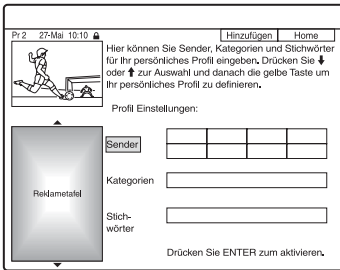 Pr 2 27-Mai 10:10
Hinzufügen Home
Hier können Sie Sender, Kategorien und Stichwörter
für Ihr persönliches Profil eingeben. Drücken Sie ⬇
oder ⬆ zur Auswahl und danach die gelbe Taste um
Ihr persönliches Profil zu definieren.
Profil Einstellungen:
Sender
Kategorien
Reklametafel
Stich-
wörter
Drücken Sie ENTER zum aktivieren.